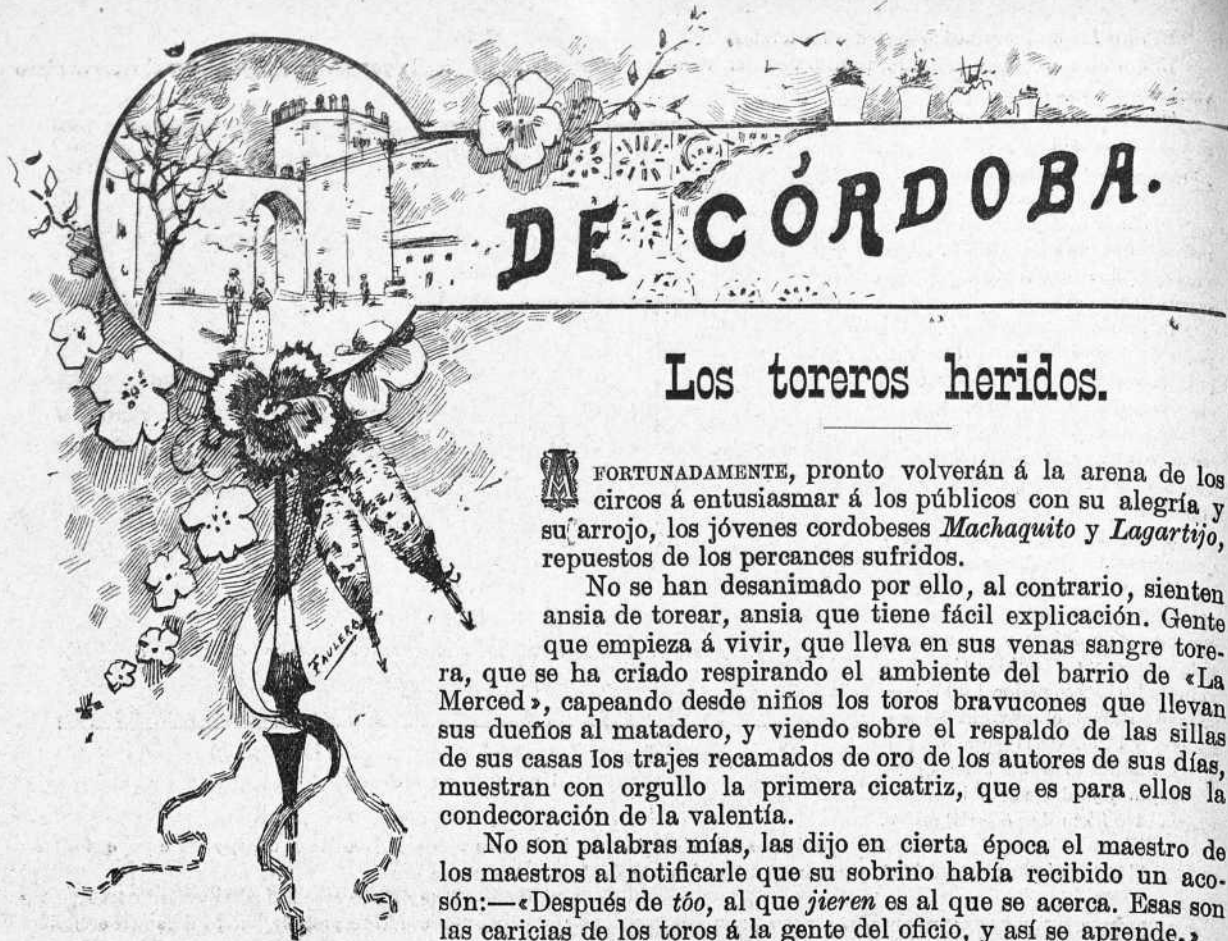 DE CÓRDOBA.
Los toreros heridos.
AFORTUNADAMENTE, pronto volverán á la arena de los
circos á entusiasmar á los públicos con su alegría y
su arrojo, los jóvenes cordobeses Machaquito y Lagartijo,
repuestos de los percances sufridos.
No se han desanimado por ello, al contrario, sienten
ansia de torear, ansia que tiene fácil explicación. Gente
que empieza á vivir, que lleva en sus venas sangre tore-
ra, que se ha criado respirando el ambiente del barrio de «La
Merced», capeando desde niños los toros bravucones que llevan
sus dueños al matadero, y viendo sobre el respaldo de las sillas
de sus casas los trajes recamados de oro de los autores de sus días,
muestran con orgullo la primera cicatriz, que es para ellos la
condecoración de la valentía.
No son palabras mías, las dijo en cierta época el maestro de
los maestros al notificarle que su sobrino había recibido un aco-
són:—«Después de tóo, al que jieren es al que se acerca. Esas son
las caricias de los toros á la gente del oficio, y así se aprende.»